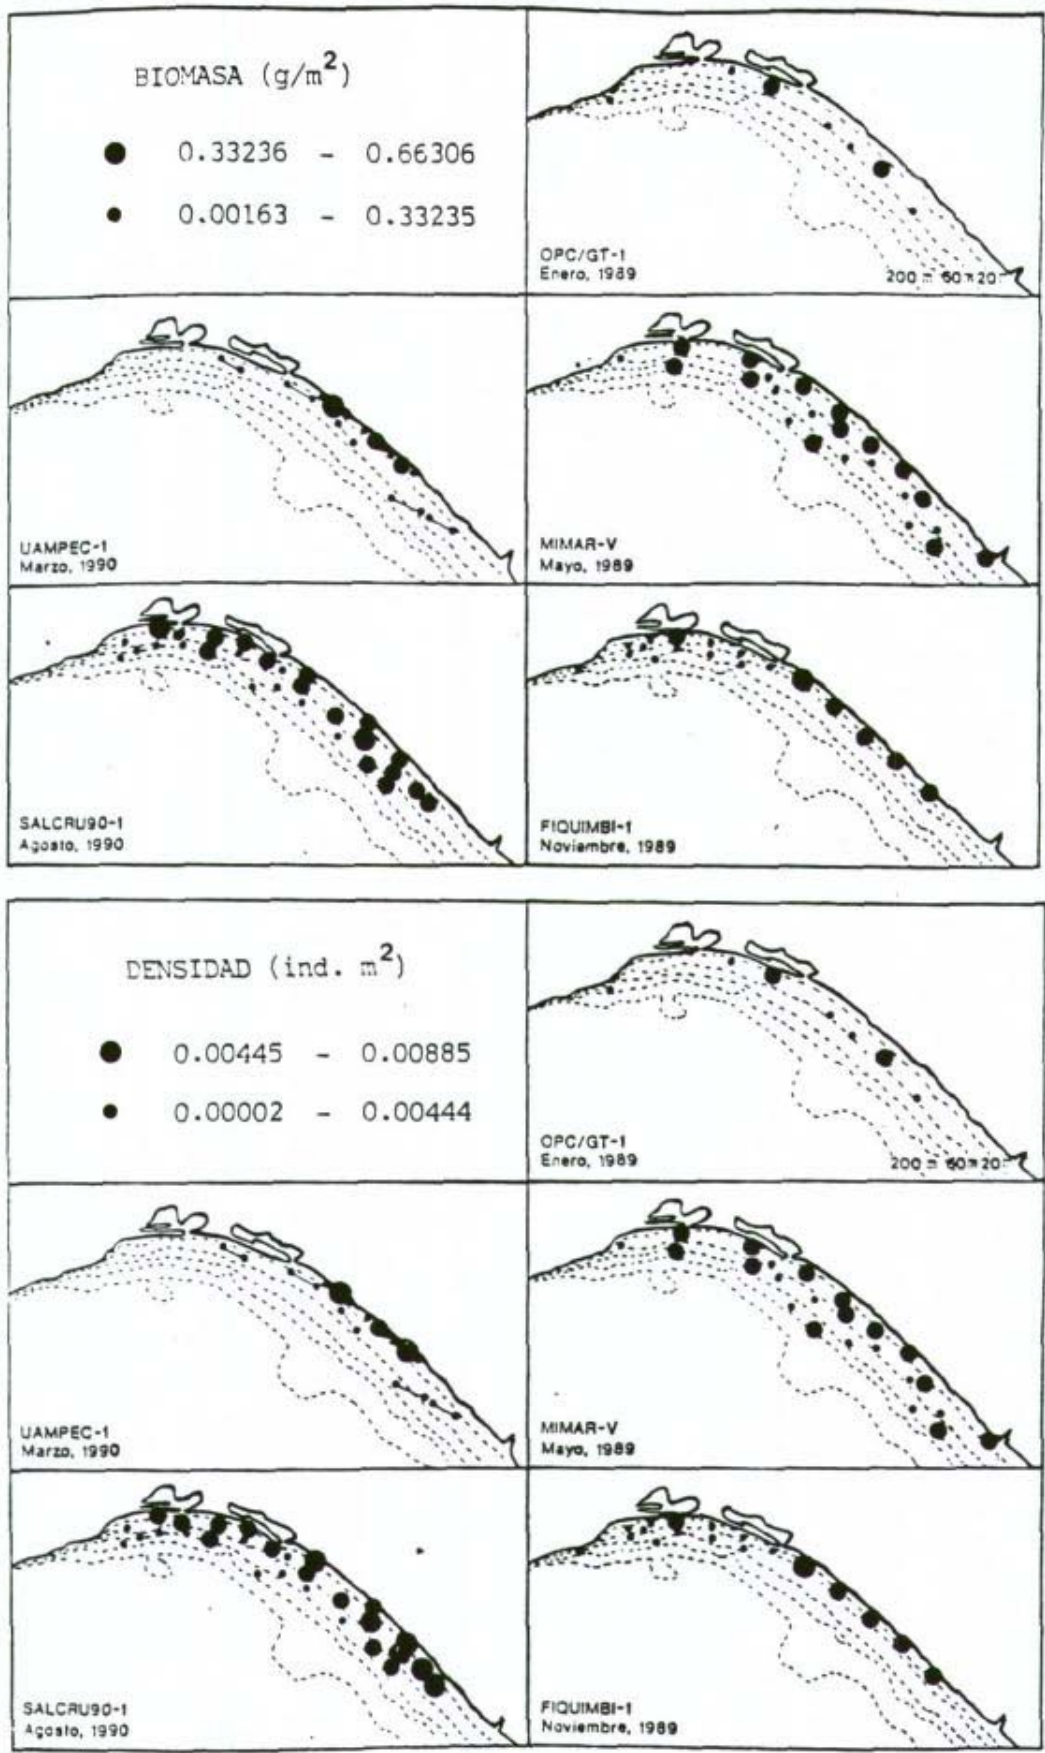 BIOMASA (g/m²)
0.33236 - 0.66306
0.00163 - 0.33235
OPC/GT-1
Enero, 1989
200 m 60 m 20
UAMPEC-1
Marzo, 1990
MIMAR-V
Mayo, 1989
SALCRU90-1
Agosto, 1990
FIQUIMBI-1
Noviembre, 1989
DENSIDAD (ind. m²)
0.00445 - 0.00885
0.00002 - 0.00444
OPC/GT-1
Enero, 1989
200 m 60 m 20
UAMPEC-1
Marzo, 1990
MIMAR-V
Mayo, 1989
SALCRU90-1
Agosto, 1990
FIQUIMBI-1
Noviembre, 1989